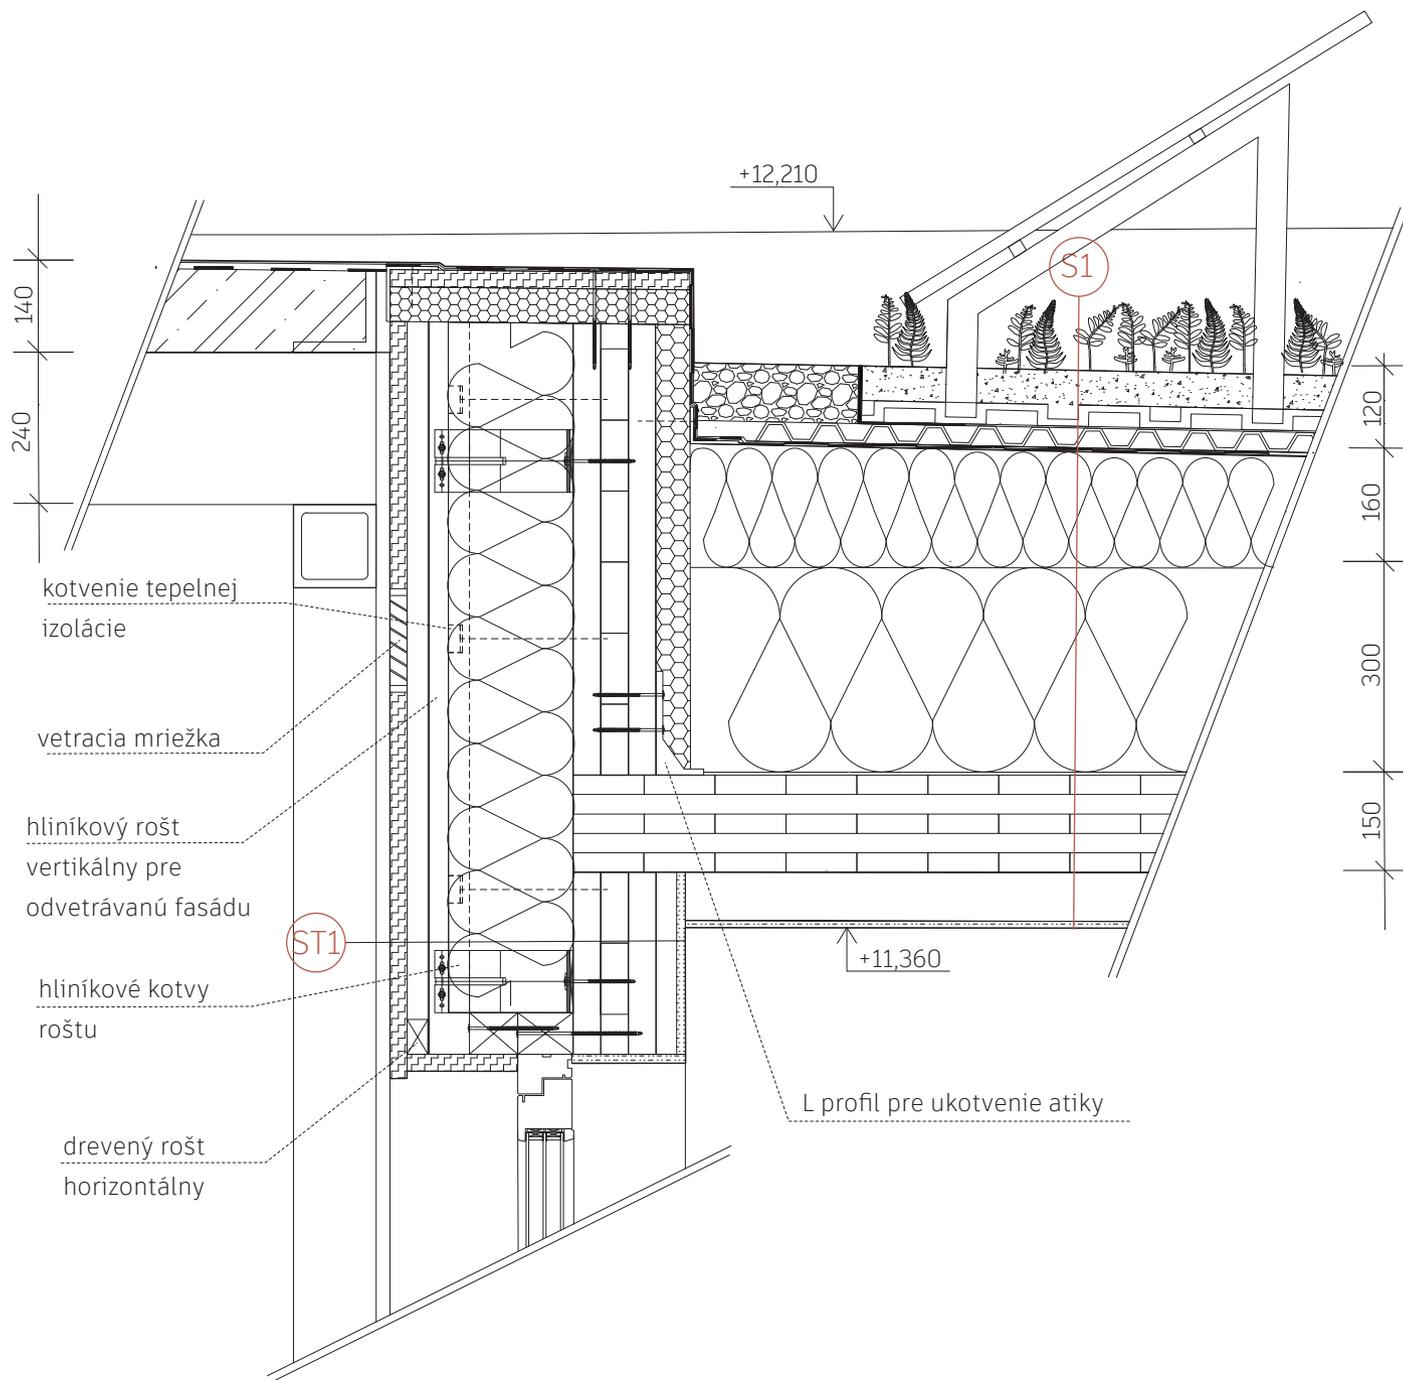 +12,210
S1
140
240
120
160
300
150
kotvenie tepelnej
izolácie
vetracia mriežka
hliníkový rošt
vertikálny pre
odvetrávanú fasádu
ST1
+11,360
hliníkové kotvy
roštu
L profil pre ukotvenie atiky
drevený rošt
horizontálny